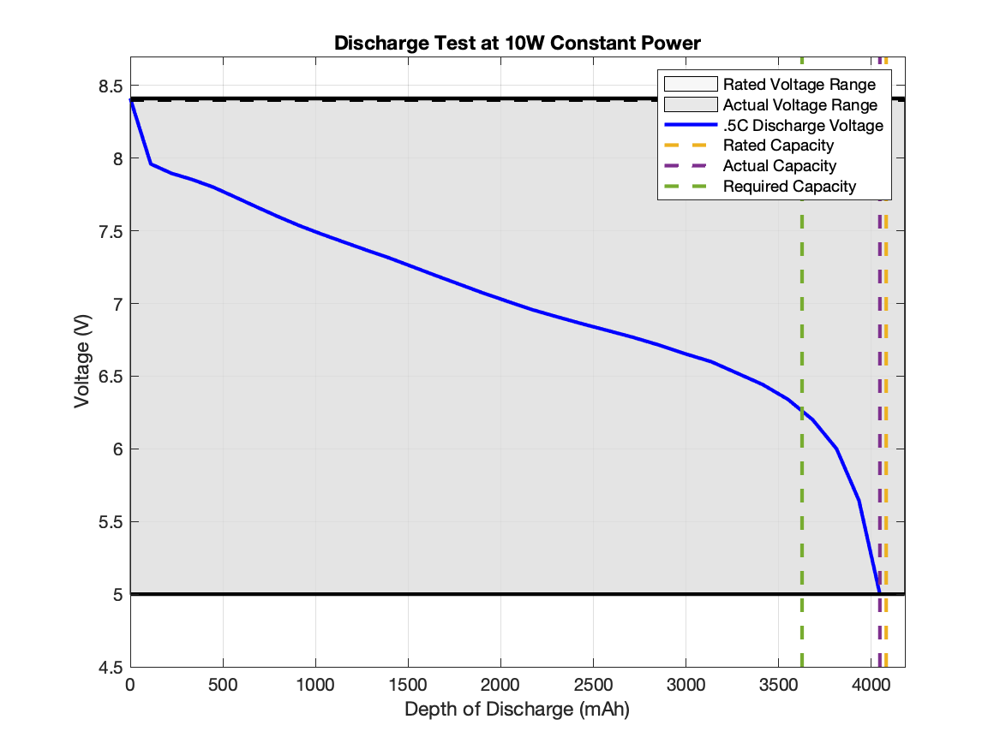 Discharge Test at 10W Constant Power
8.5
8
7.5
7
6.5
6
5.5
5
4.5
Voltage (V)
Rated Voltage Range
Actual Voltage Range
.5C Discharge Voltage
Rated Capacity
Actual Capacity
Required Capacity
0 500 1000 1500 2000 2500 3000 3500 4000
Depth of Discharge (mAh)